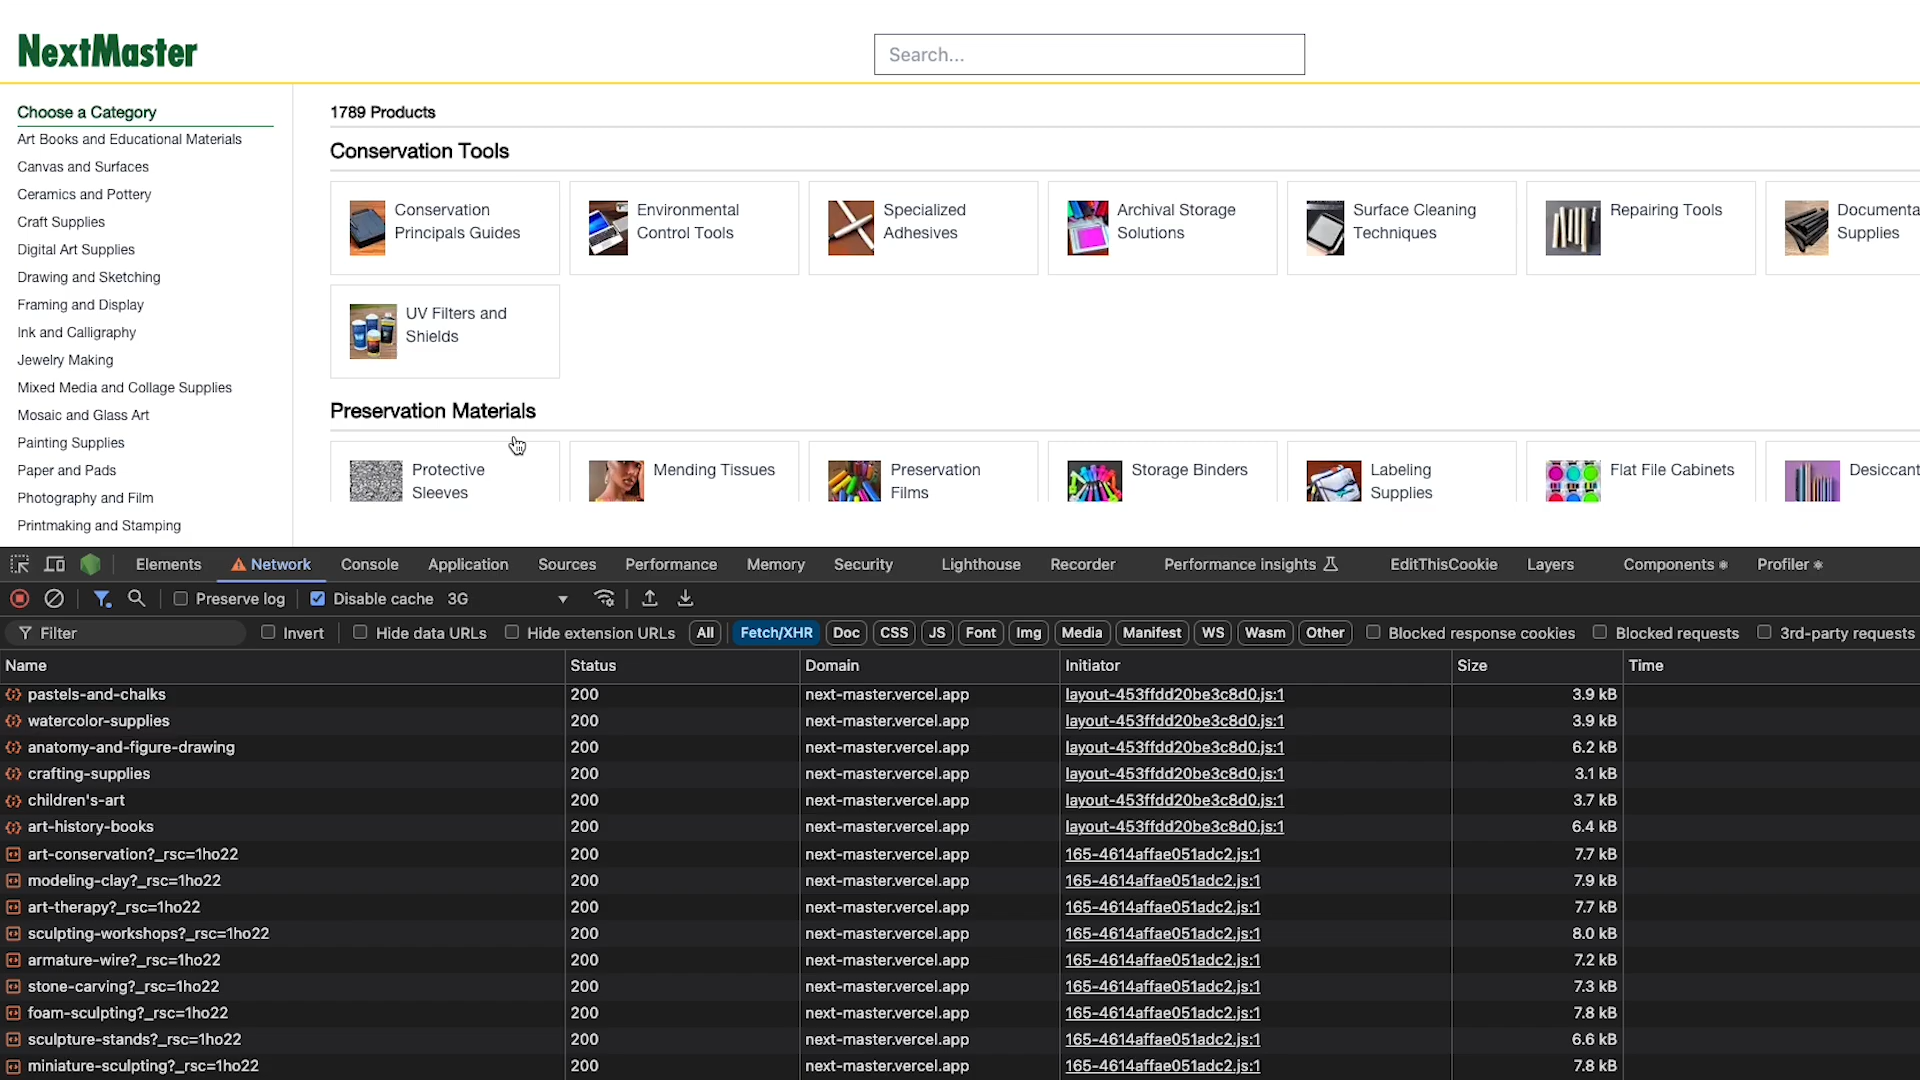 NextMaster
Search...
Choose a Category
Art Books and Educational Materials
Canvas and Surfaces
Ceramics and Pottery
Craft Supplies
Digital Art Supplies
Drawing and Sketching
Framing and Display
Ink and Calligraphy
Jewelry Making
Mixed Media and Collage Supplies
Mosaic and Glass Art
Painting Supplies
Paper and Pads
Photography and Film
Printmaking and Stamping
1789 Products
Conservation Tools
Conservation
Principals Guides
Environmental
Control Tools
Specialized
Adhesives
Archival Storage
Solutions
Surface Cleaning
Techniques
Repairing Tools
Documenta
Supplies
UV Filters and
Shields
Preservation Materials
Protective
Sleeves
Mending Tissues
Preservation
Films
Storage Binders
Labeling
Supplies
Flat File Cabinets
Desiccant
Elements Network Console Application Sources Performance Memory Security Lighthouse Recorder Performance insights EditThisCookie Layers Components Profiler
Preserve log Disable cache 3G
Filter Invert Hide data URLs Hide extension URLs All Fetch/XHR Doc CSS JS Font Img Media Manifest WS Wasm Other Blocked response cookies Blocked requests 3rd-party requests
Name Status Domain Initiator Size Time
pastels-and-chalks 200 next-master.vercel.app layout-453ffdd20be3c8d0.js:1 3.9 kB
watercolor-supplies 200 next-master.vercel.app layout-453ffdd20be3c8d0.js:1 3.9 kB
anatomy-and-figure-drawing 200 next-master.vercel.app layout-453ffdd20be3c8d0.js:1 6.2 kB
crafting-supplies 200 next-master.vercel.app layout-453ffdd20be3c8d0.js:1 3.1 kB
children's-art 200 next-master.vercel.app layout-453ffdd20be3c8d0.js:1 3.7 kB
art-history-books 200 next-master.vercel.app layout-453ffdd20be3c8d0.js:1 6.4 kB
art-conservation?_rsc=1ho22 200 next-master.vercel.app 165-4614affae051adc2.js:1 7.7 kB
modeling-clay?_rsc=1ho22 200 next-master.vercel.app 165-4614affae051adc2.js:1 7.9 kB
art-therapy?_rsc=1ho22 200 next-master.vercel.app 165-4614affae051adc2.js:1 7.7 kB
sculpting-workshops?_rsc=1ho22 200 next-master.vercel.app 165-4614affae051adc2.js:1 8.0 kB
armature-wire?_rsc=1ho22 200 next-master.vercel.app 165-4614affae051adc2.js:1 7.2 kB
stone-carving?_rsc=1ho22 200 next-master.vercel.app 165-4614affae051adc2.js:1 7.3 kB
foam-sculpting?_rsc=1ho22 200 next-master.vercel.app 165-4614affae051adc2.js:1 7.8 kB
sculpture-stands?_rsc=1ho22 200 next-master.vercel.app 165-4614affae051adc2.js:1 6.6 kB
miniature-sculpting?_rsc=1ho22 200 next-master.vercel.app 165-4614affae051adc2.js:1 7.8 kB